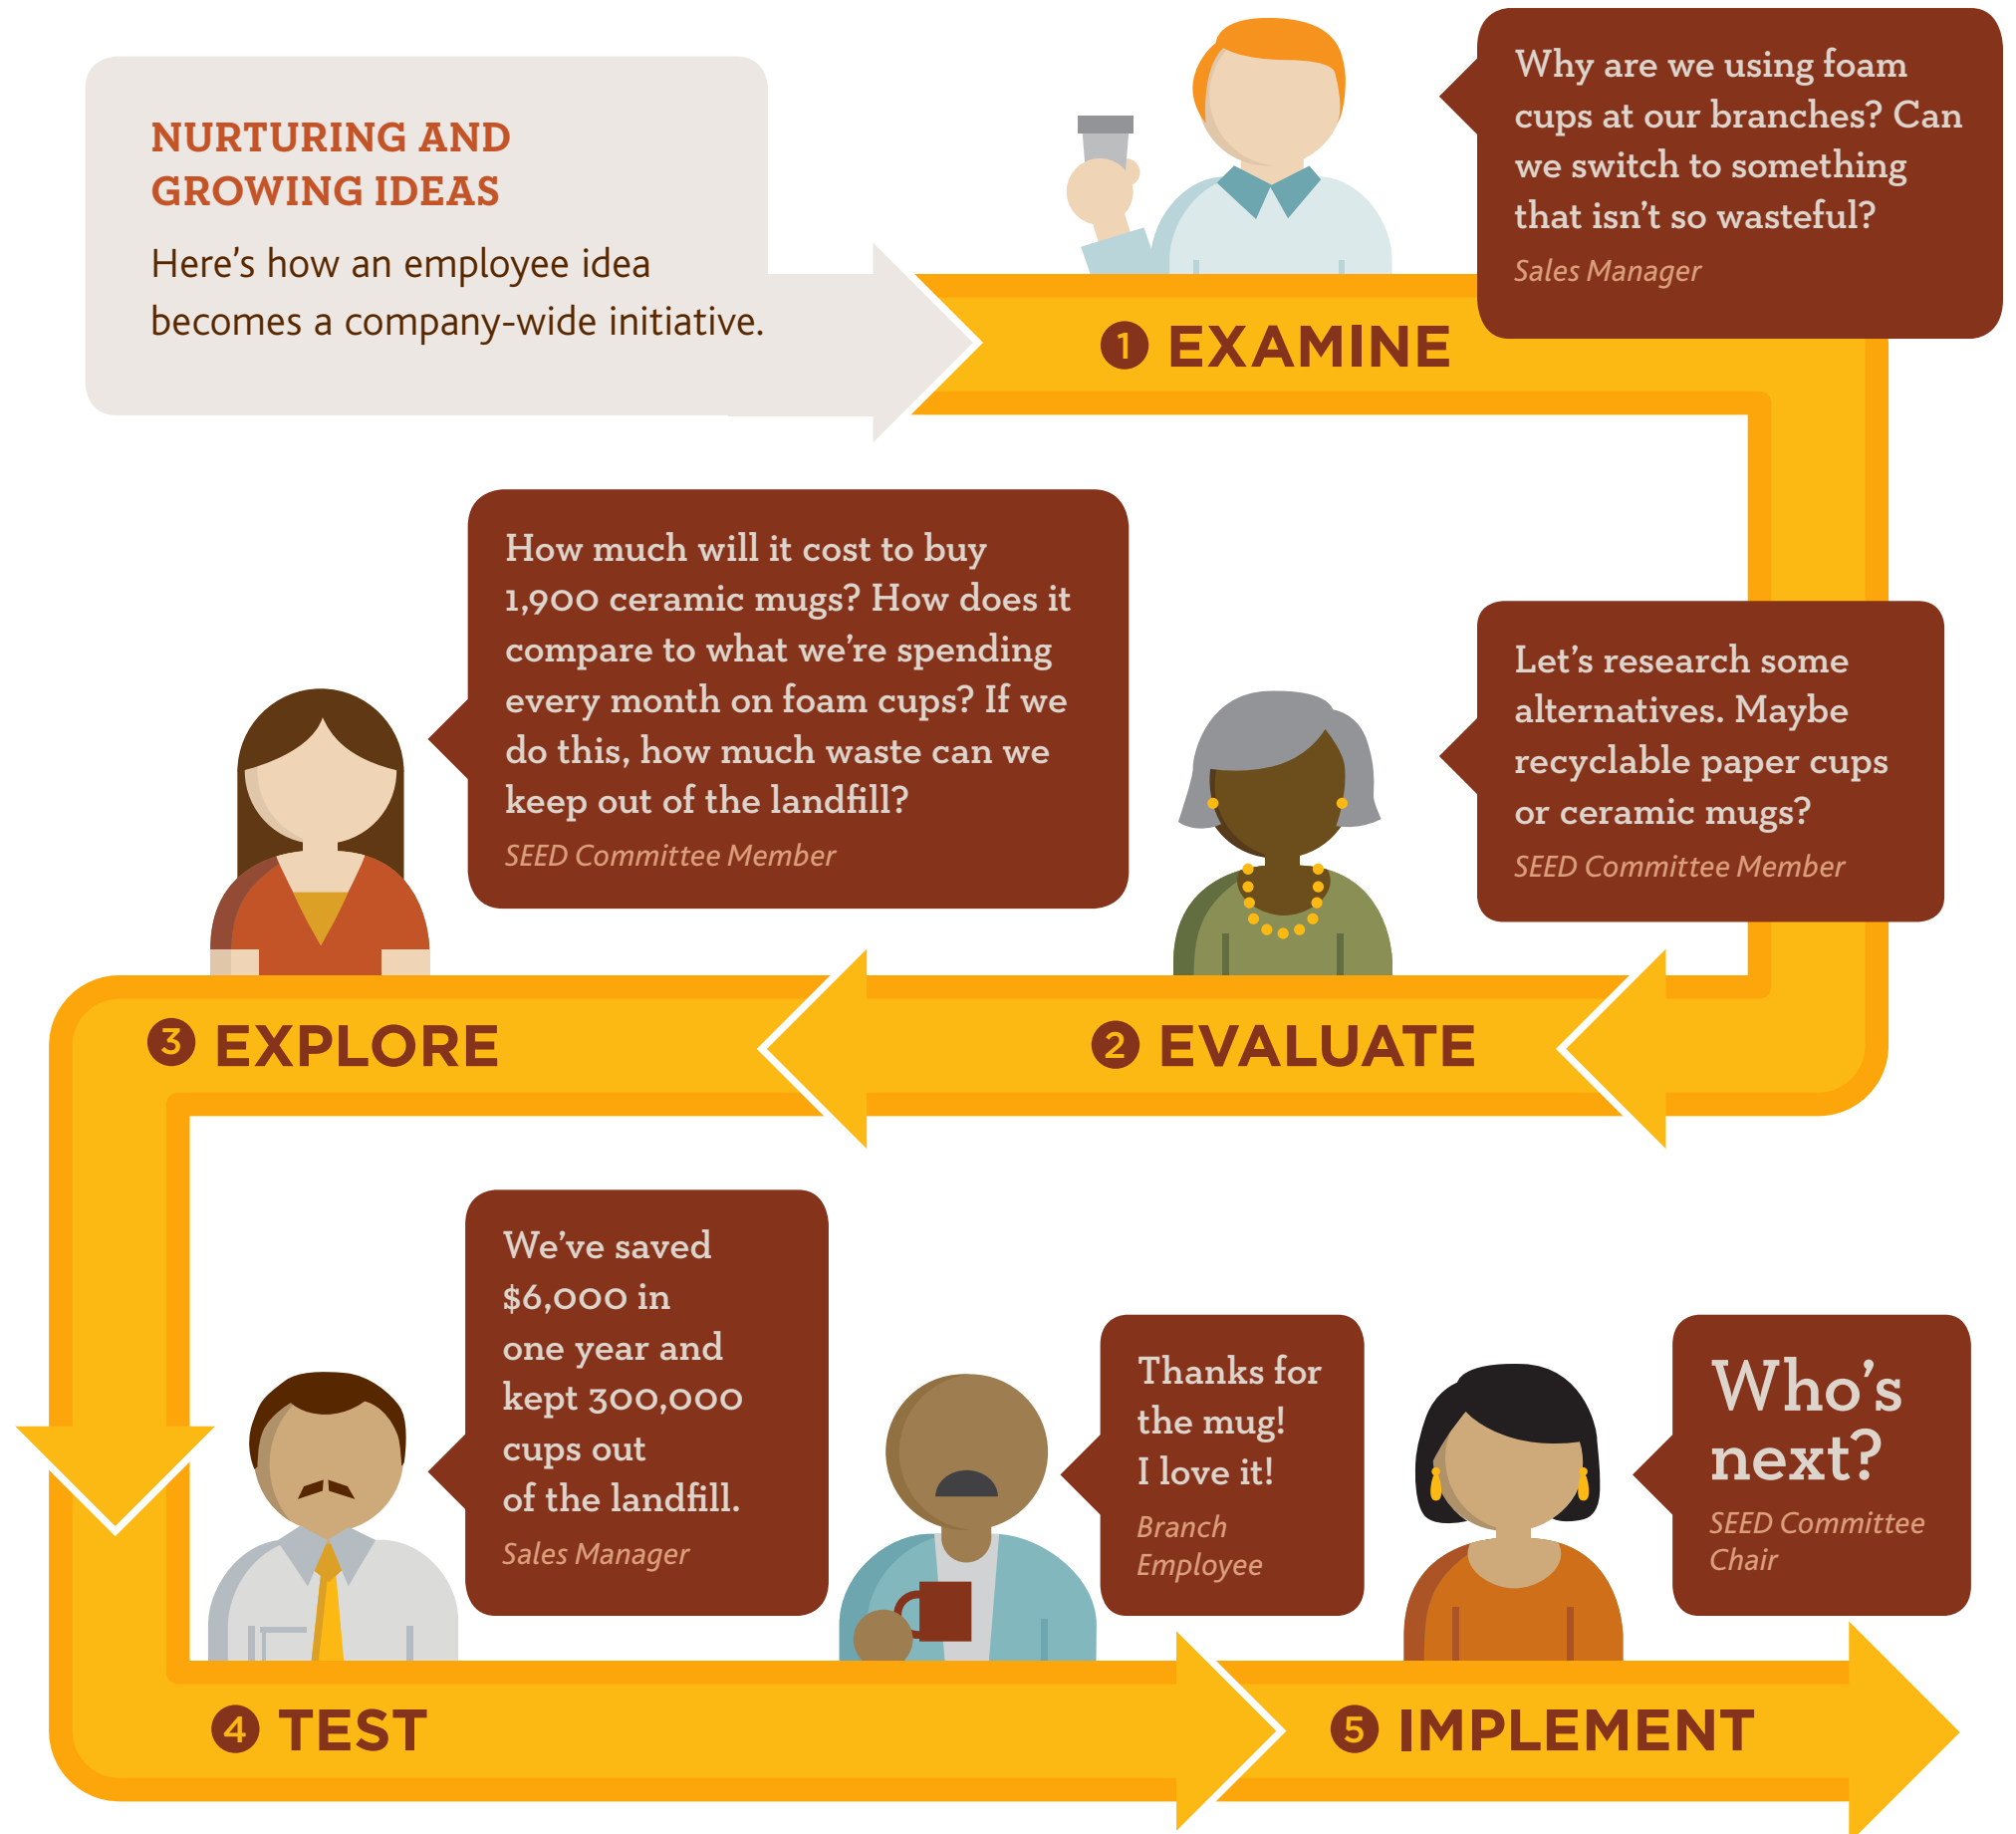 NURTURING AND
GROWING IDEAS
Here’s how an employee idea
becomes a company-wide initiative.
Why are we using foam
cups at our branches? Can
we switch to something
that isn’t so wasteful?
Sales Manager
1 EXAMINE
Let’s research some
alternatives. Maybe
recyclable paper cups
or ceramic mugs?
SEED Committee Member
2 EVALUATE
How much will it cost to buy
1,900 ceramic mugs? How does it
compare to what we’re spending
every month on foam cups? If we
do this, how much waste can we
keep out of the landfill?
SEED Committee Member
3 EXPLORE
We’ve saved
$6,000 in
one year and
kept 300,000
cups out
of the landfill.
Sales Manager
4 TEST
Thanks for
the mug!
I love it!
Branch
Employee
Who’s
next?
SEED Committee
Chair
5 IMPLEMENT